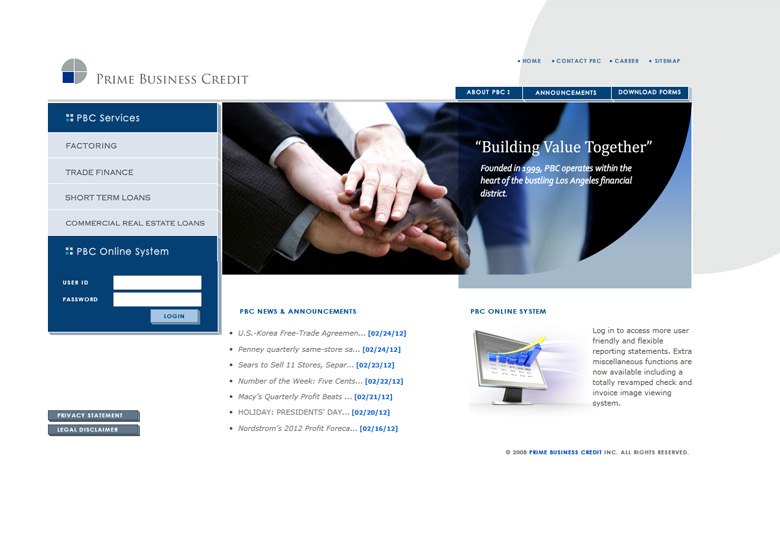 HOME CONTACT PBC CAREER SITEMAP
PRIME BUSINESS CREDIT
ABOUT PBC : ANNOUNCEMENTS DOWNLOAD FORMS
PBC Services
FACTORING
TRADE FINANCE
SHORT TERM LOANS
COMMERCIAL REAL ESTATE LOANS
PBC Online System
USER ID
PASSWORD
LOGIN
“Building Value Together”
Founded in 1999, PBC operates within the
heart of the bustling Los Angeles financial
district.
PBC NEWS & ANNOUNCEMENTS
U.S.-Korea Free-Trade Agreemen... [02/24/12]
Penney quarterly same-store sa... [02/24/12]
Sears to Sell 11 Stores, Separ... [02/23/12]
Number of the Week: Five Cents... [02/22/12]
Macy's Quarterly Profit Beats ... [02/21/12]
HOLIDAY: PRESIDENTS' DAY... [02/20/12]
Nordstrom's 2012 Profit Foreca... [02/16/12]
PBC ONLINE SYSTEM
Log in to access more user
friendly and flexible
reporting statements. Extra
miscellaneous functions are
now available including a
totally revamped check and
invoice image viewing
system.
PRIVACY STATEMENT
LEGAL DISCLAIMER
© 2008 PRIME BUSINESS CREDIT INC. ALL RIGHTS RESERVED.